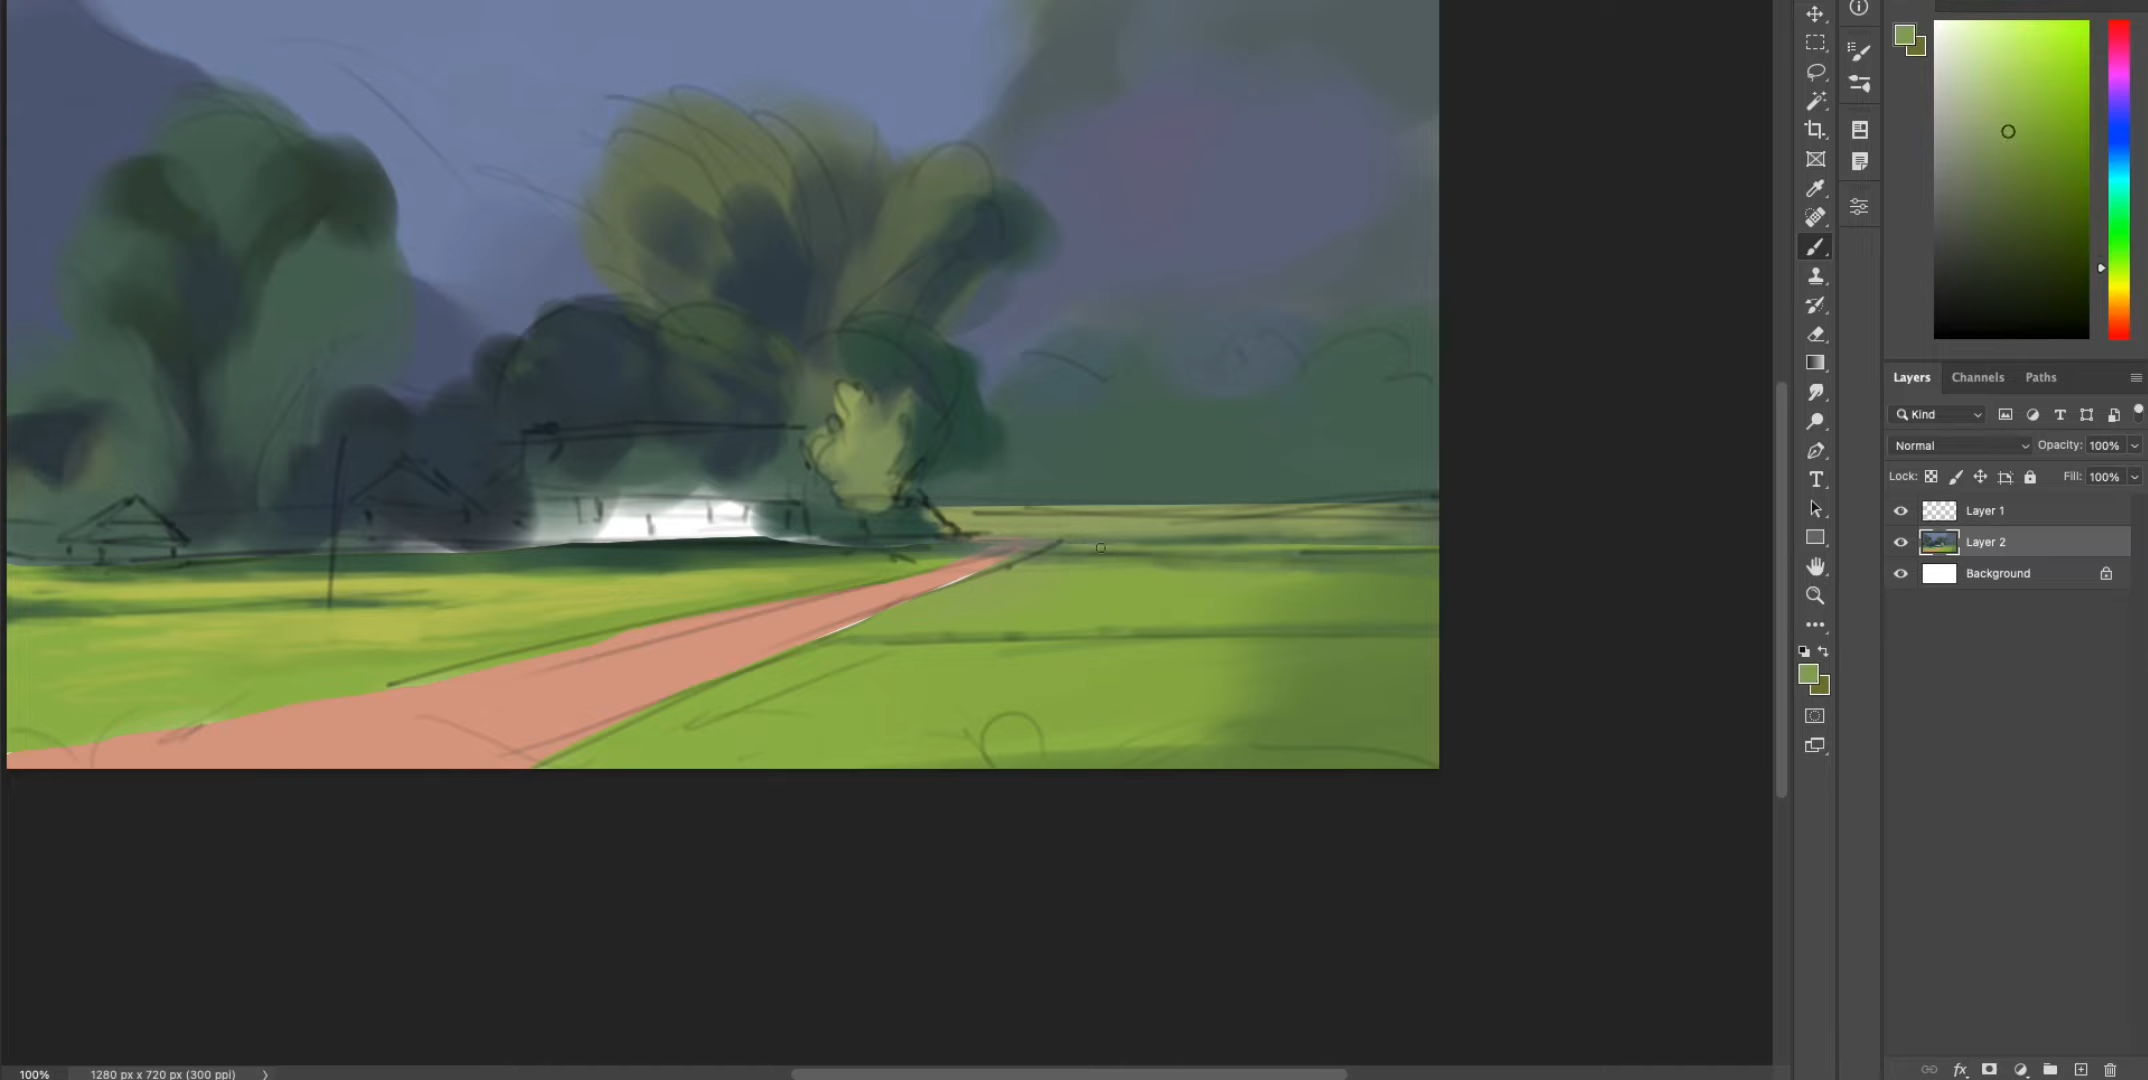 Layers Channels Paths
Kind
Normal Opacity: 100%
Lock: Fill: 100%
Layer 1
Layer 2
Background
fx
100% 1280 px x 720 px (300 ppi)